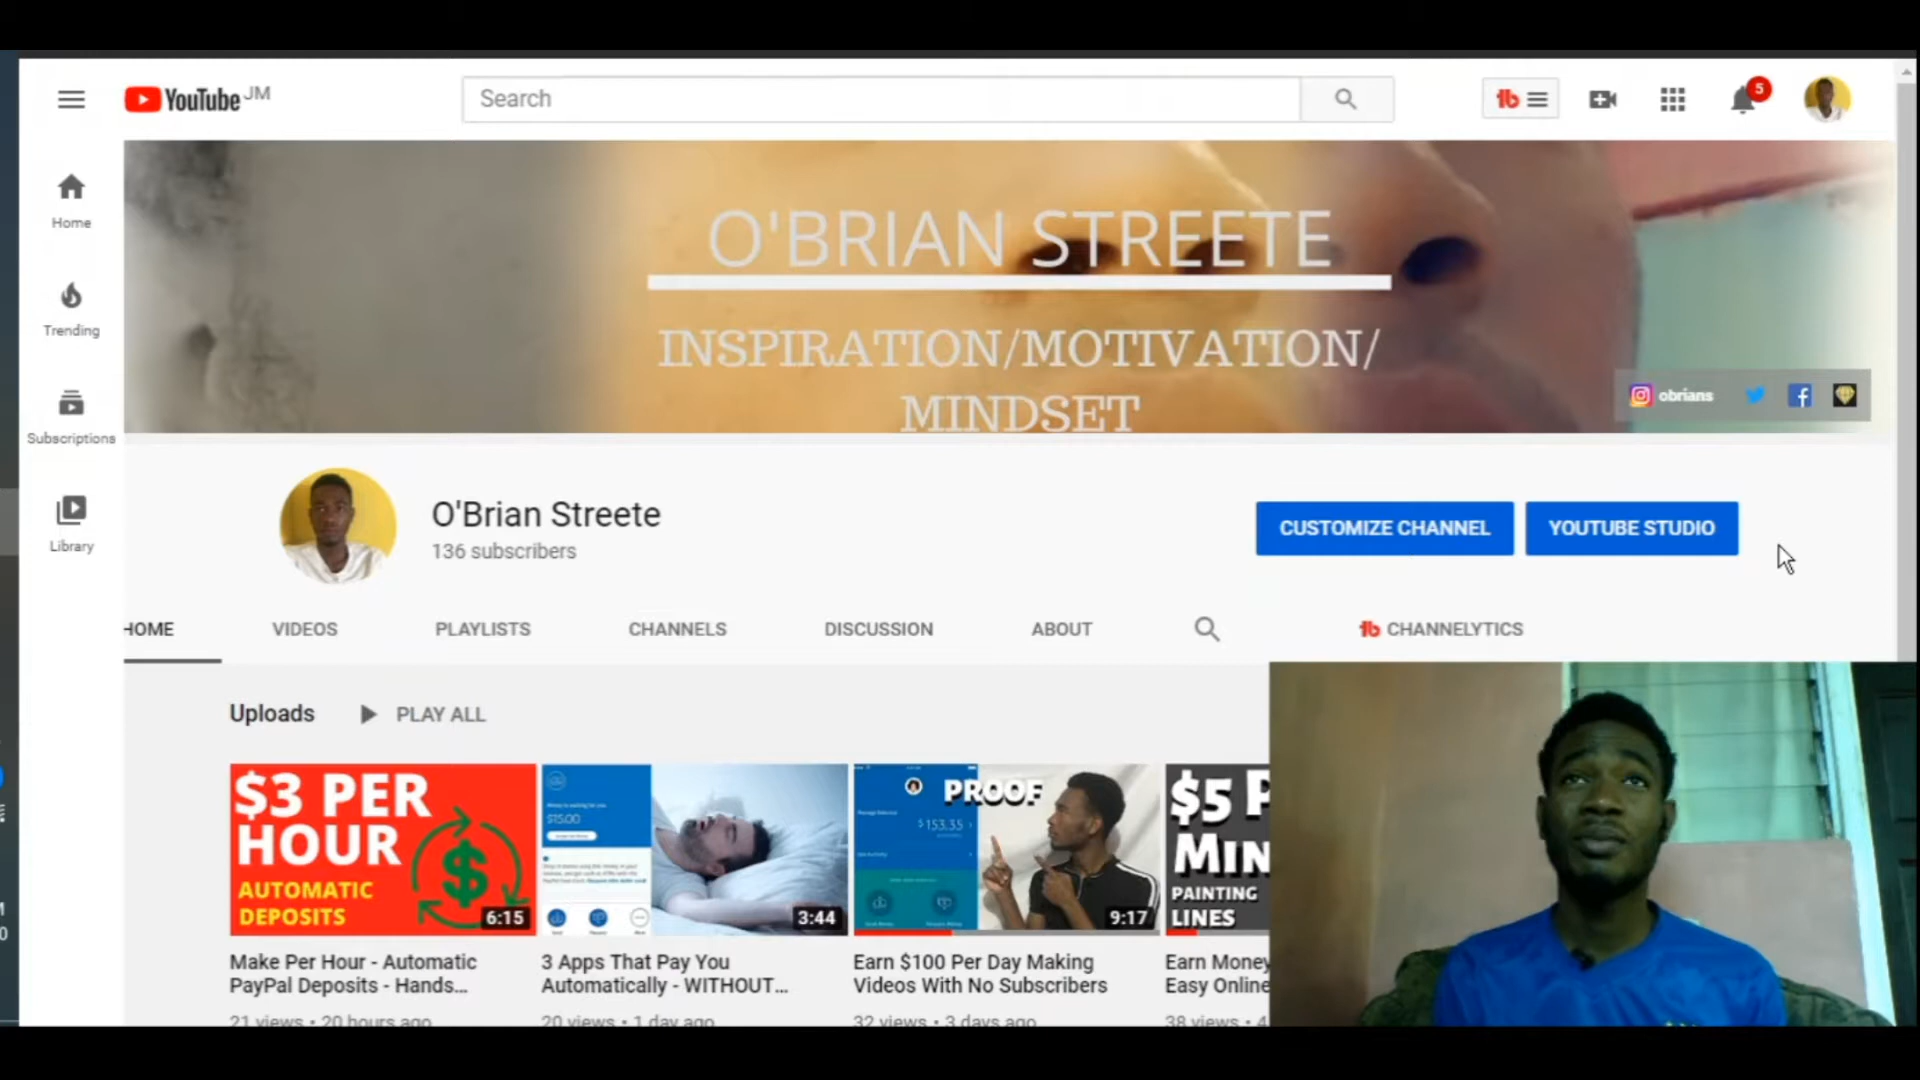 YouTube JM
Search
5
Home
Trending
Subscriptions
Library
O'BRIAN STREETE
INSPIRATION/MOTIVATION/
MINDSET
obrians
O'Brian Streete
136 subscribers
CUSTOMIZE CHANNEL
YOUTUBE STUDIO
HOME
VIDEOS
PLAYLISTS
CHANNELS
DISCUSSION
ABOUT
CHANNELYTICS
Uploads
PLAY ALL
$3 PER
HOUR
AUTOMATIC
DEPOSITS
6:15
$15.00
3:44
PROOF
$153.35
9:17
$5 P
MIN
PAINTING
LINES
Make Per Hour - Automatic
PayPal Deposits - Hands...
21 views • 20 hours ago
3 Apps That Pay You
Automatically - WITHOUT...
20 views • 1 day ago
Earn $100 Per Day Making
Videos With No Subscribers
32 views • 3 days ago
Earn Money
Easy Online
38 views • 4